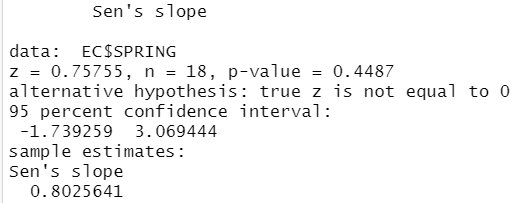 Sen's slope
data: EC$SPRING
z = 0.75755, n = 18, p-value = 0.4487
alternative hypothesis: true z is not equal to 0
95 percent confidence interval:
-1.739259 3.069444
sample estimates:
Sen's slope
0.8025641